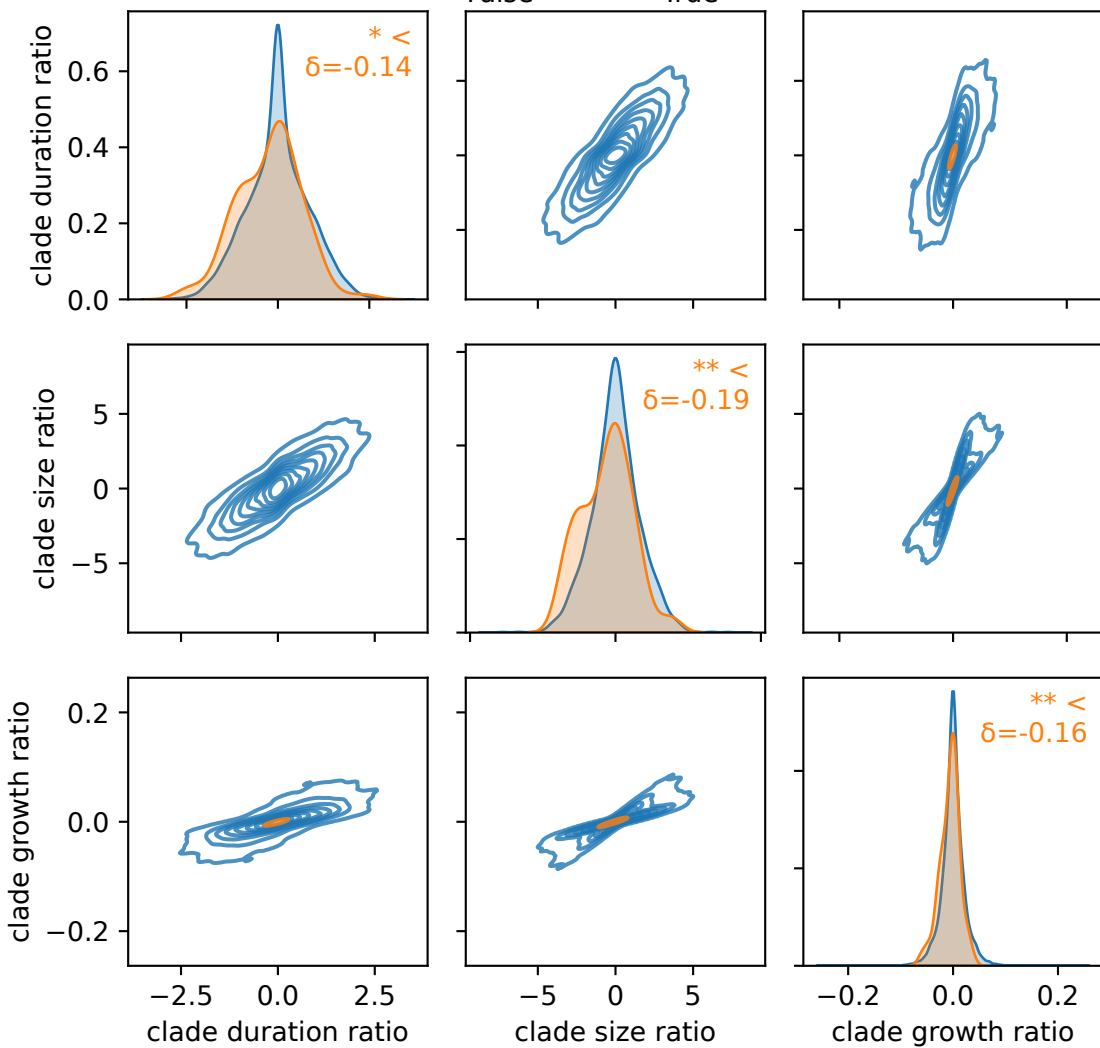 * <
δ=-0.14
clade duration ratio
0.6
0.4
0.2
0.0
** <
δ=-0.19
clade size ratio
5
0
−5
** <
δ=-0.16
clade growth ratio
0.2
0.0
−0.2
−2.5 0.0 2.5
−5 0 5
−0.2 0.0 0.2
clade duration ratio
clade size ratio
clade growth ratio